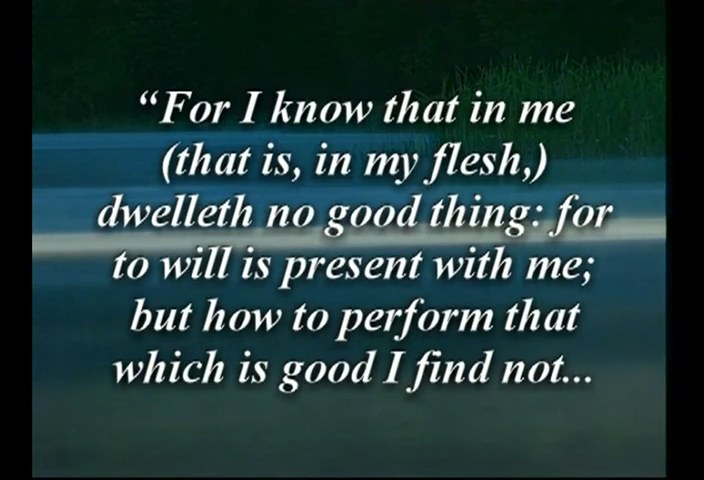 “For I know that in me
(that is, in my flesh,)
dwelleth no good thing: for
to will is present with me;
but how to perform that
which is good I find not...